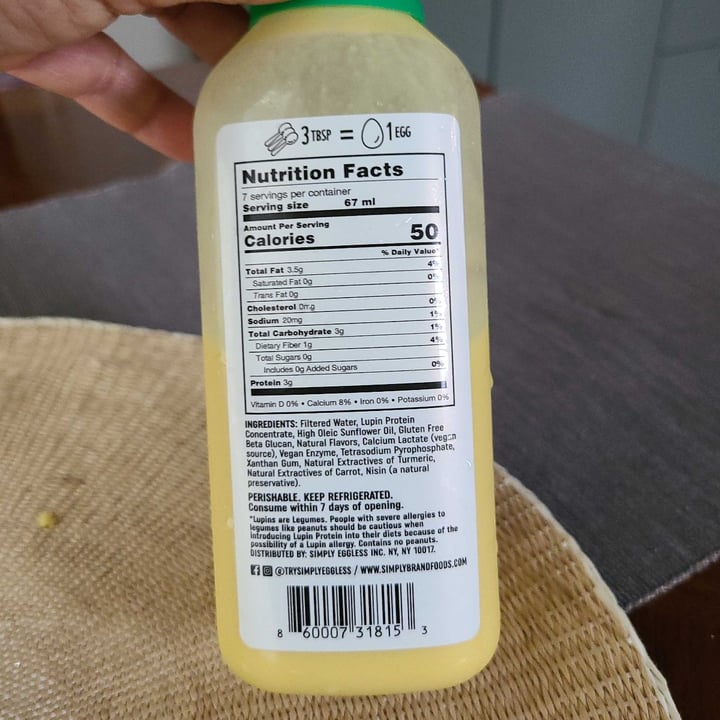 3 TBSP = 1 EGG
Nutrition Facts
7 servings per container
Serving size 67 ml
Amount Per Serving
Calories 50
% Daily Value*
Total Fat 3.5g 4%
Saturated Fat 0g 0%
Trans Fat 0g
Cholesterol 0mg 0%
Sodium 20mg 1%
Total Carbohydrate 3g 1%
Dietary Fiber 1g 4%
Total Sugars 0g
Includes 0g Added Sugars 0%
Protein 3g
Vitamin D 0% • Calcium 8% • Iron 0% • Potassium 0%
INGREDIENTS: Filtered Water, Lupin Protein
Concentrate, High Oleic Sunflower Oil, Gluten Free
Beta Glucan, Natural Flavors, Calcium Lactate (vegan
source), Vegan Enzyme, Tetrasodium Pyrophosphate,
Xanthan Gum, Natural Extractives of Turmeric,
Natural Extractives of Carrot, Nisin (a natural
preservative).
PERISHABLE. KEEP REFRIGERATED.
Consume within 7 days of opening.
*Lupins are Legumes. People with severe allergies to
legumes like peanuts should be cautious when
introducing Lupin Protein into their diets because of the
possibility of a Lupin allergy. Contains no peanuts.
DISTRIBUTED BY: SIMPLY EGGLESS INC. NY, NY 10017.
@TRYSIMPLYEGGLESS / WWW.SIMPLYBRANDFOODS.COM
8 60007 31815 3